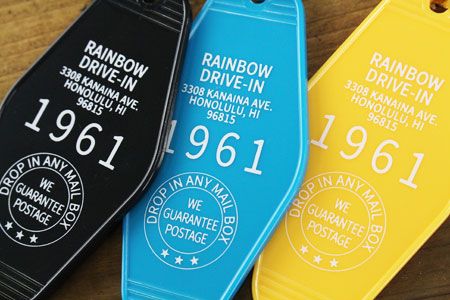 RAINBOW
DRIVE-IN
3308 KANAINA AVE.
HONOLULU, HI
96815
1961
DROP IN ANY MAIL BOX
WE
GUARANTEE
POSTAGE
RAINBOW
DRIVE-IN
3308 KANAINA AVE.
HONOLULU, HI
96815
1961
DROP IN ANY MAIL BOX
WE
GUARANTEE
POSTAGE
RAINBOW
DRIVE-IN
3308 KANAINA AVE.
HONOLULU, HI
96815
1961
DROP IN ANY MAIL BOX
WE
GUARANTEE
POSTAGE